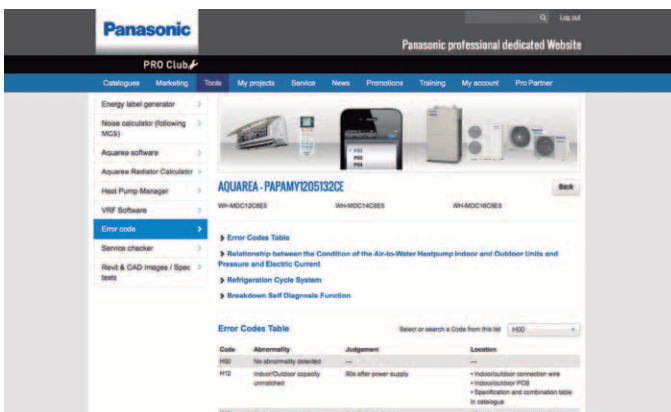 Log out
Panasonic
Panasonic professional dedicated Website
PRO Club
Catalogues Marketing Tools My projects Service News Promotions Training My account Pro Partner
Energy label generator
Noise calculator (following
MCS)
Aquarea software
Aquarea Radiator Calculator
Heat Pump Manager
VRF Software
Error code
Service checker
Revit & CAD Images / Spec
texts
H02
F93
F94
AQUAREA - PAPAMY1205132CE
Back
WH-MDC12C6E5 WH-MDC14C6E5 WH-MDC16C6E5
Error Codes Table
Relationship between the Condition of the Air-to-Water Heatpump Indoor and Outdoor Units and
Pressure and Electric Current
Refrigeration Cycle System
Breakdown Self Diagnosis Function
Error Codes Table
Select or search a Code from this list H00
Code Abnormality Judgement Location
H00 No abnormality detected — —
H12 Indoor/Outdoor capacity 90s after power supply • Indoor/outdoor connection wire
unmatched • Indoor/outdoor PCB
• Specification and combination table
in catalogue